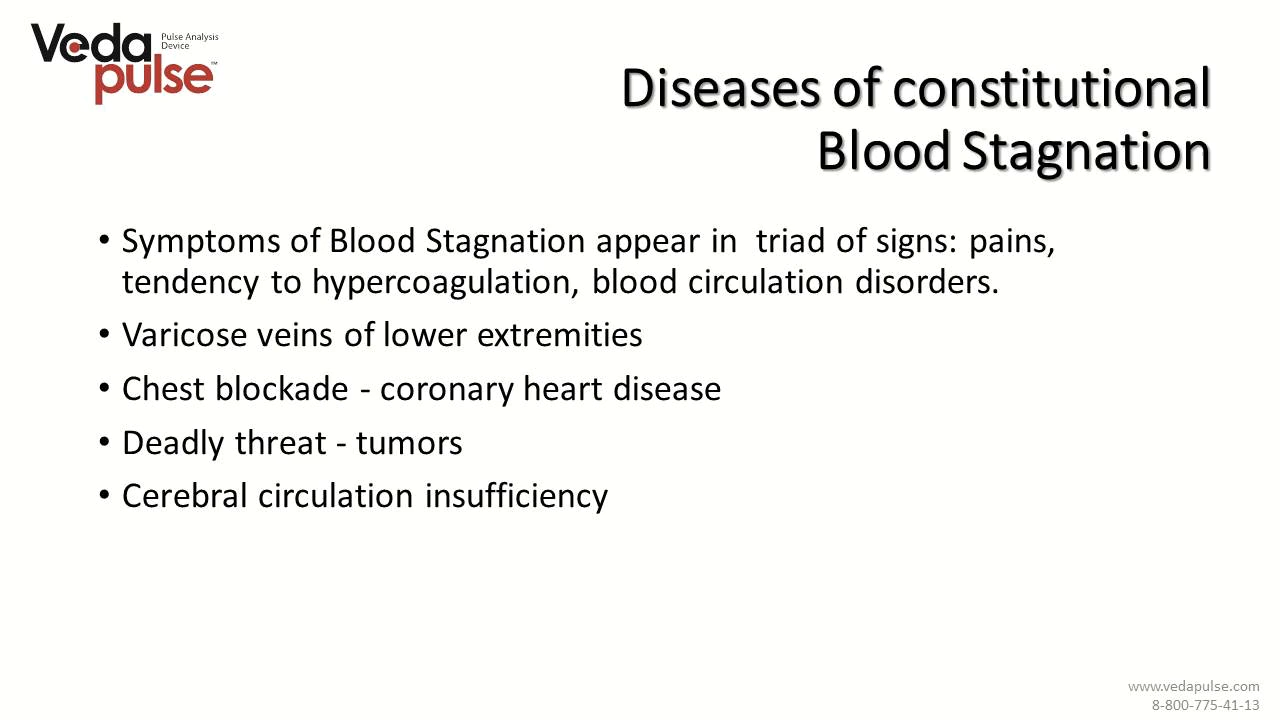 Veda
pulse™
Pulse Analysis
Device
Diseases of constitutional
Blood Stagnation
• Symptoms of Blood Stagnation appear in  triad of signs: pains,
tendency to hypercoagulation, blood circulation disorders.
• Varicose veins of lower extremities
• Chest blockade - coronary heart disease
• Deadly threat - tumors
• Cerebral circulation insufficiency
www.vedapulse.com
8-800-775-41-13